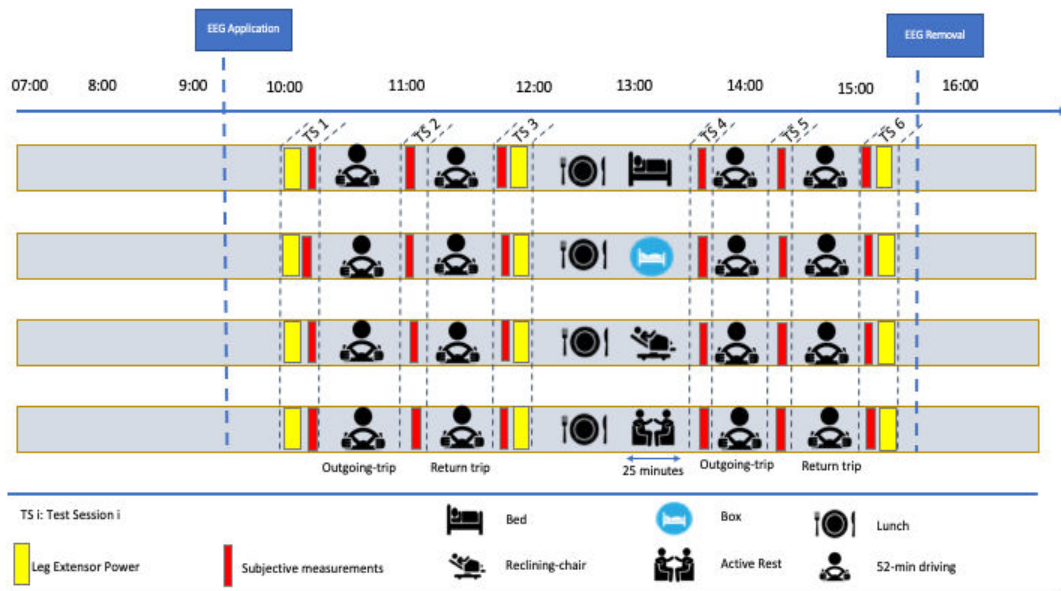 EEG Application
EEG Removal
07:00 8:00 9:00 10:00 11:00 12:00 13:00 14:00 15:00 16:00
TS 1 TS 2 TS 3 TS 4 TS 5 TS 6
Outgoing-trip Return trip 25 minutes Outgoing-trip Return trip
TS i: Test Session i
Bed Box Lunch
Leg Extensor Power Subjective measurements Reclining-chair Active Rest 52-min driving